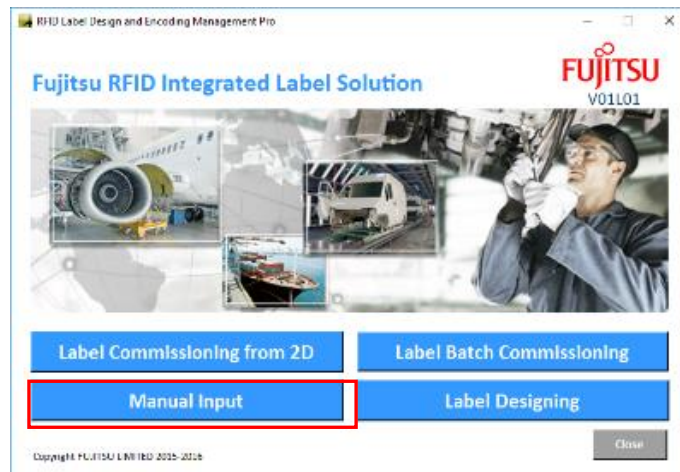 RFID Label Design and Encoding Management Pro
Fujitsu RFID Integrated Label Solution
FUJITSU
V01L01
Label Commissioning from 2D
Label Batch Commissioning
Manual Input
Label Designing
Close
Copyright FUJITSU LIMITED 2015-2016